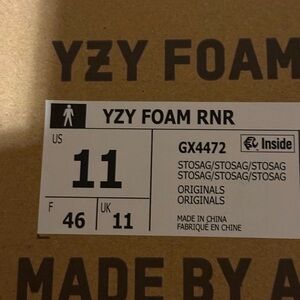 YZY FOAM
YZY FOAM RNR
US
11
F
46
UK
11
GX4472
Inside
STOSAG/STOSAG/STOSAG
STOSAG/STOSAG/STOSAG
ORIGINALS
ORIGINALS
MADE IN CHINA
FABRIQUÉ EN CHINE
MADE BY A